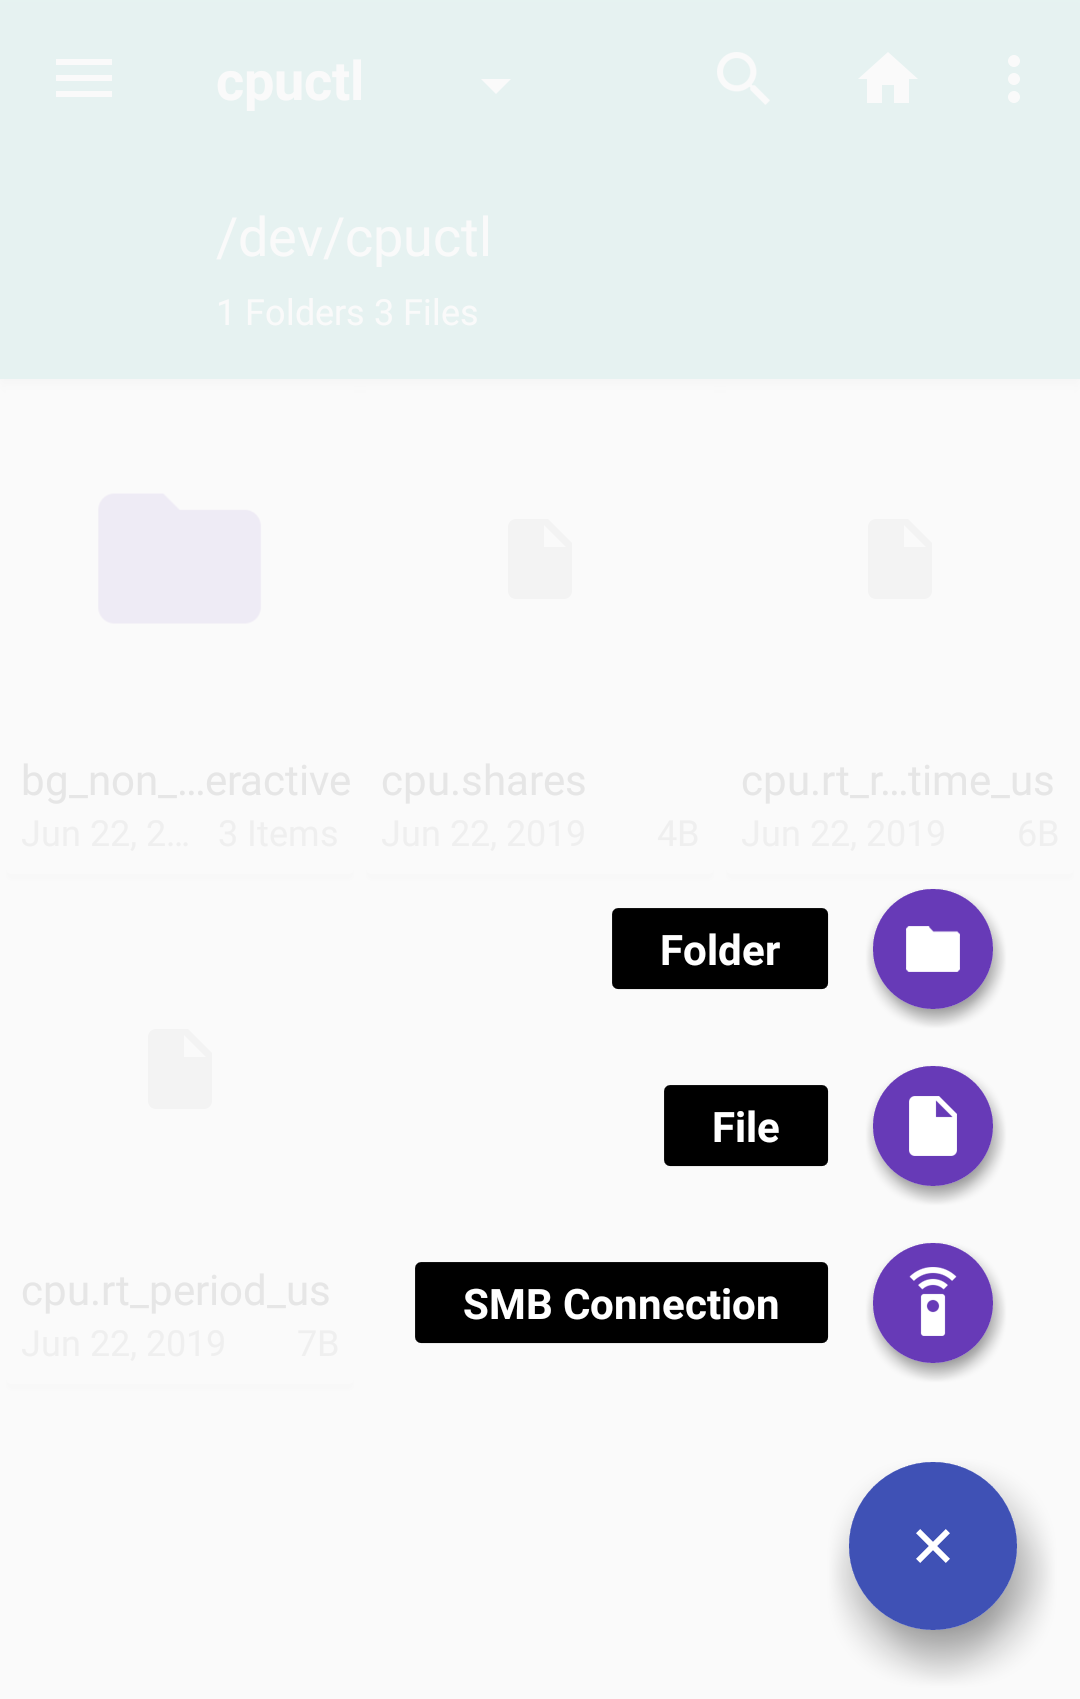 cpuctl
/dev/cpuctl
1 Folders 3 Files
bg_non_...eractive
Jun 22, 2... 3 Items
cpu.shares
Jun 22, 2019 4B
cpu.rt_r...time_us
Jun 22, 2019 6B
Folder
File
cpu.rt_period_us
Jun 22, 2019 7B
SMB Connection